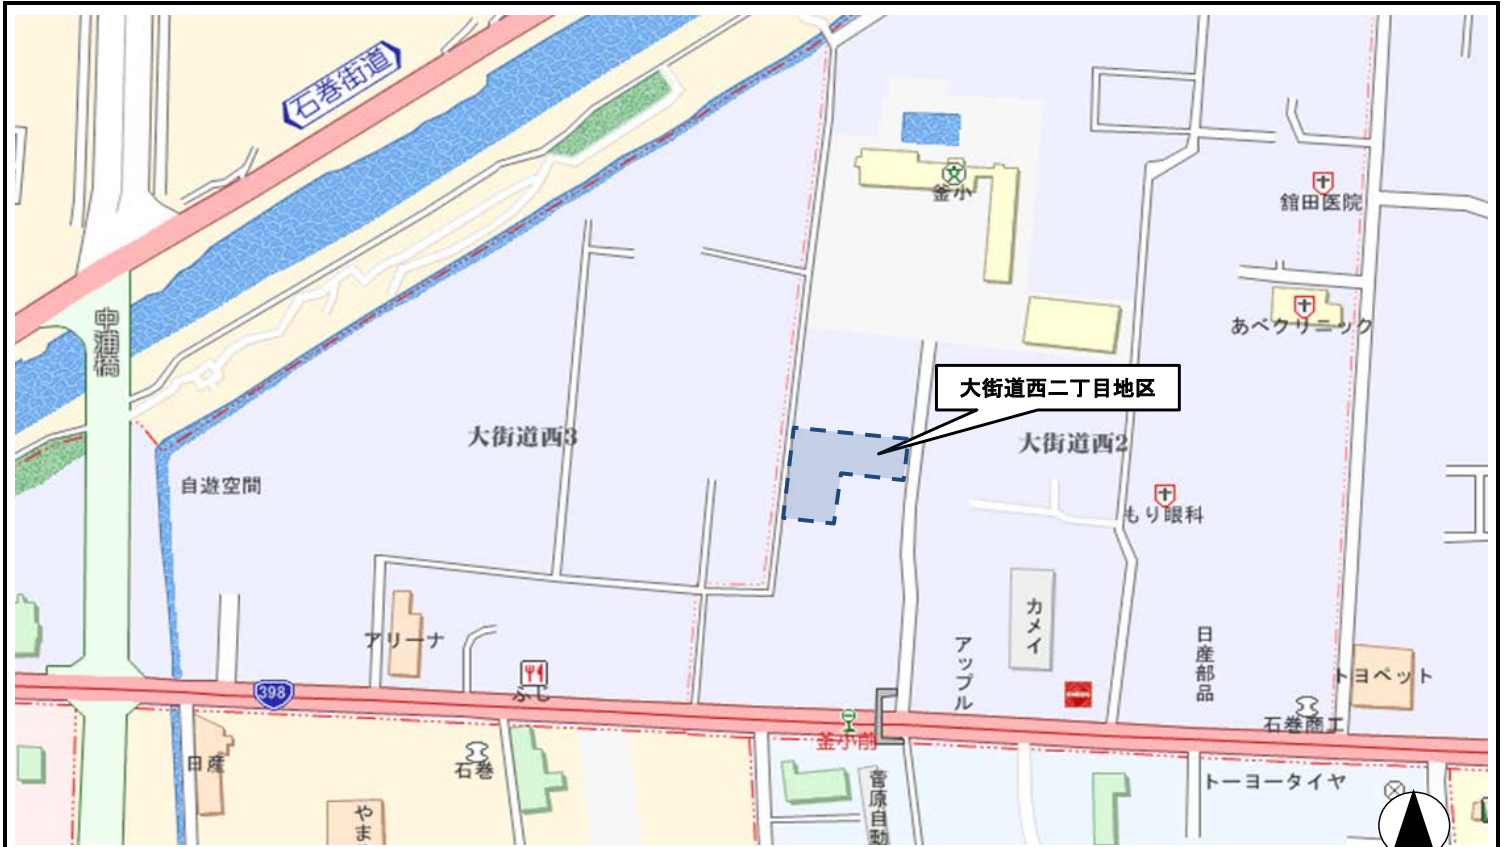 石巻街道
釜小
舘田医院
中浦橋
あべクリニック
大街道西二丁目地区
大街道西3
大街道西2
自遊空間
もり眼科
カメイ
アリーナ
アップル
日産部品
トヨペット
398
ふじ
石巻商工
釜小前
日産
石巻
トーヨータイヤ
菅原自動
やま